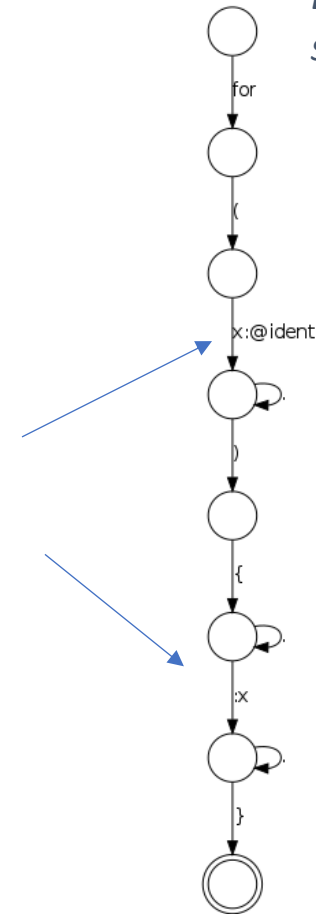 for
(
x:@ident
.
)
{
.
:x
.
}